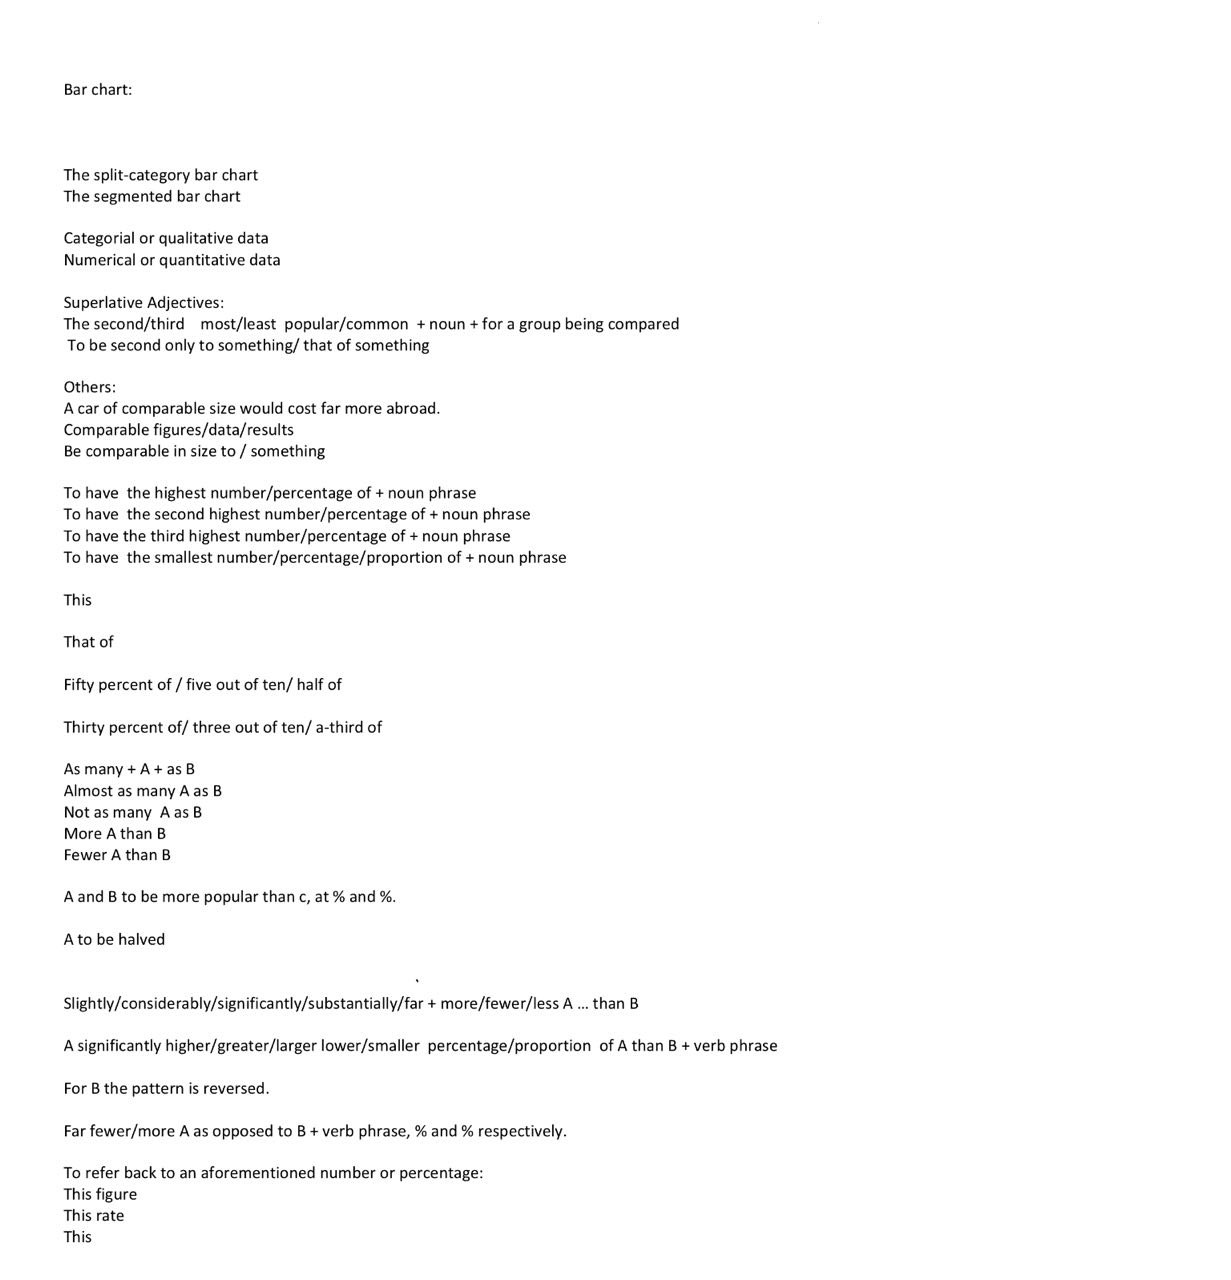 Bar chart:
The split-category bar chart
The segmented bar chart
Categorial or qualitative data
Numerical or quantitative data
Superlative Adjectives:
The second/third    most/least  popular/common  + noun + for a group being compared
To be second only to something/ that of something
Others:
A car of comparable size would cost far more abroad.
Comparable figures/data/results
Be comparable in size to / something
To have  the highest number/percentage of + noun phrase
To have  the second highest number/percentage of + noun phrase
To have the third highest number/percentage of + noun phrase
To have  the smallest number/percentage/proportion of + noun phrase
This
That of
Fifty percent of / five out of ten/ half of
Thirty percent of/ three out of ten/ a-third of
As many + A + as B
Almost as many A as B
Not as many  A as B
More A than B
Fewer A than B
A and B to be more popular than c, at % and %.
A to be halved
Slightly/considerably/significantly/substantially/far + more/fewer/less A ... than B
A significantly higher/greater/larger lower/smaller  percentage/proportion  of A than B + verb phrase
For B the pattern is reversed.
Far fewer/more A as opposed to B + verb phrase, % and % respectively.
To refer back to an aforementioned number or percentage:
This figure
This rate
This